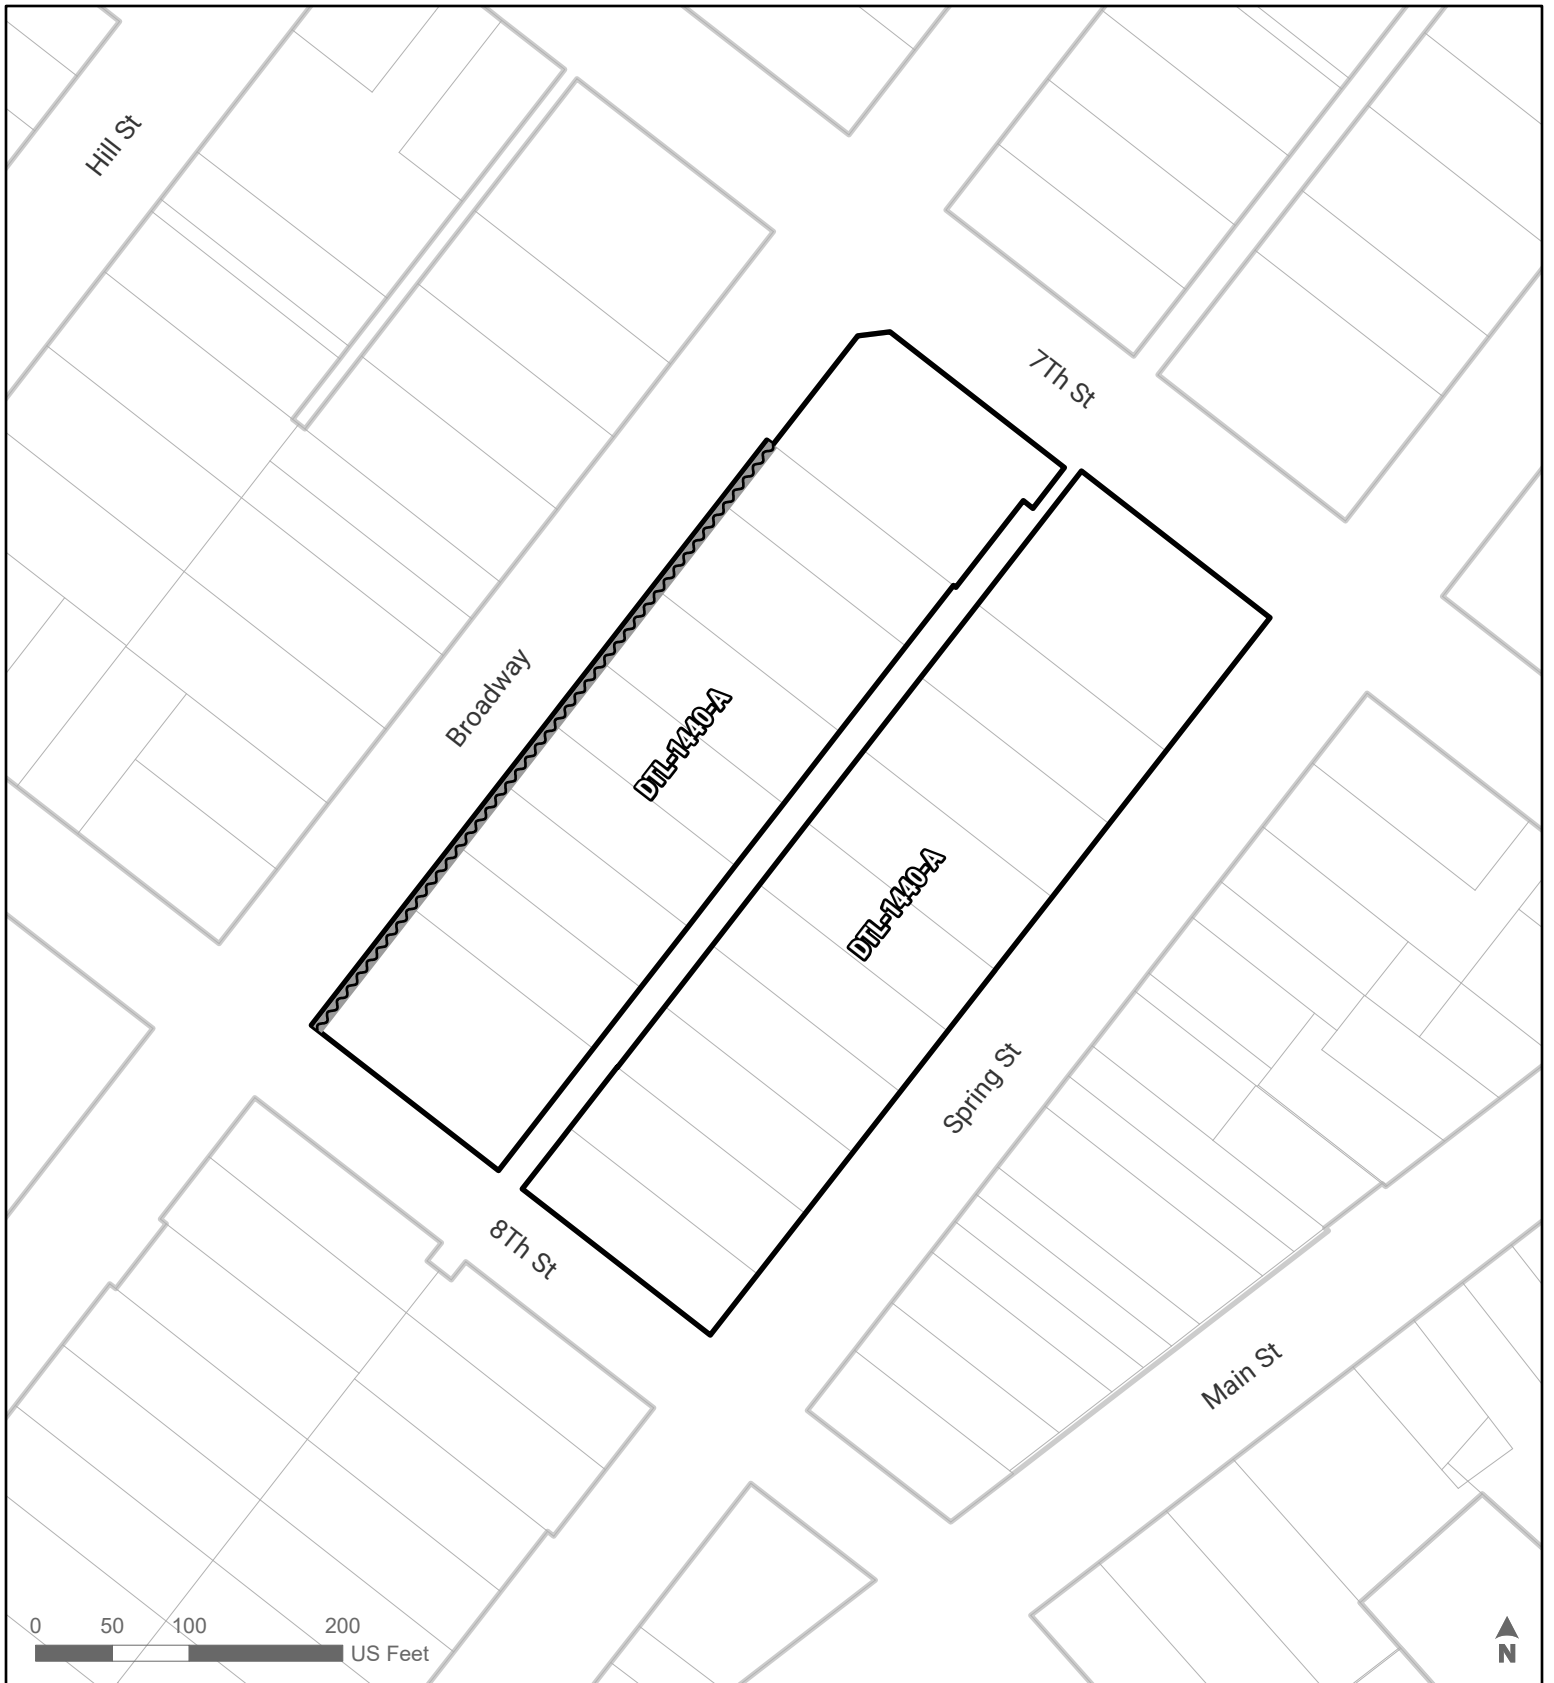 Hill St
7Th St
Broadway
DTL-1440-A
DTL-1440-A
Spring St
8Th St
Main St
0 50 100 200
US Feet
N